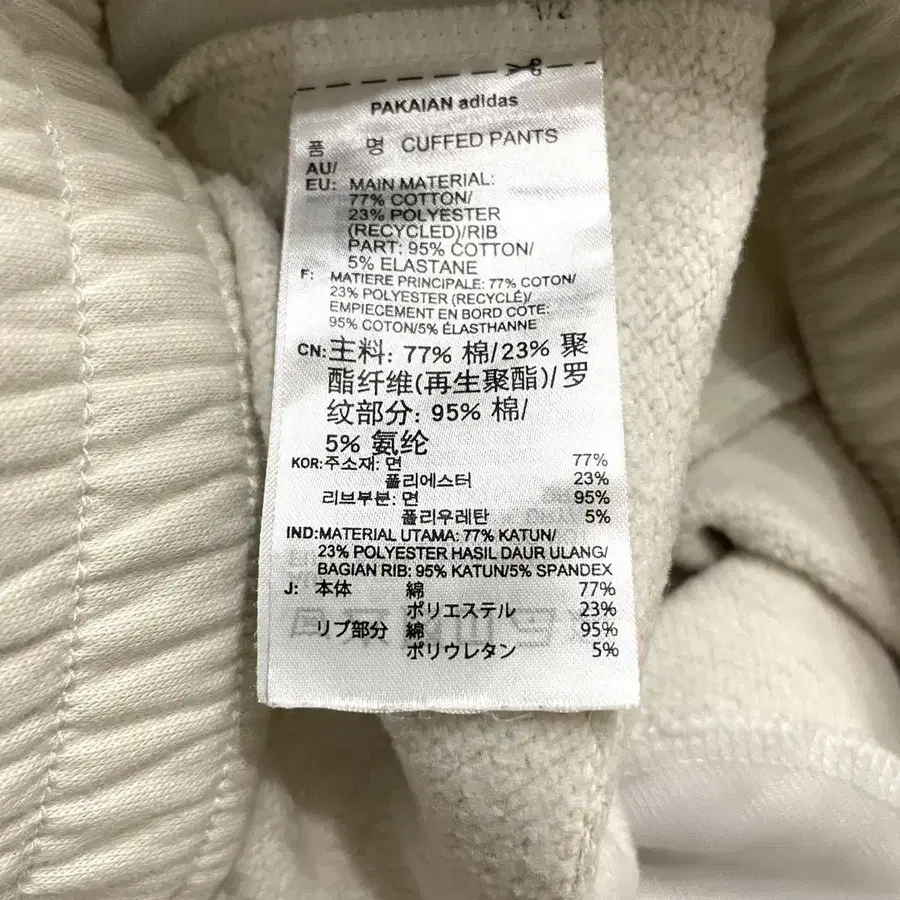 1/2
PAKAIAN adidas
품 명 CUFFED PANTS
AU/
EU: MAIN MATERIAL:
77% COTTON/
23% POLYESTER
(RECYCLED)/RIB
PART: 95% COTTON/
5% ELASTANE
F: MATIERE PRINCIPALE: 77% COTON/
23% POLYESTER (RECYCLÉ)/
EMPIECEMENT EN BORD CÔTE:
95% COTON/5% ÉLASTHANNE
CN: 主料: 77% 棉/23% 聚
酯纤维(再生聚酯)/罗
纹部分: 95% 棉/
5% 氨纶
KOR: 주소재: 면 77%
폴리에스터 23%
리브부분: 면 95%
폴리우레탄 5%
IND: MATERIAL UTAMA: 77% KATUN/
23% POLYESTER HASIL DAUR ULANG/
BAGIAN RIB: 95% KATUN/5% SPANDEX
J: 本体 綿 77%
ポリエステル 23%
リブ部分 綿 95%
ポリウレタン 5%